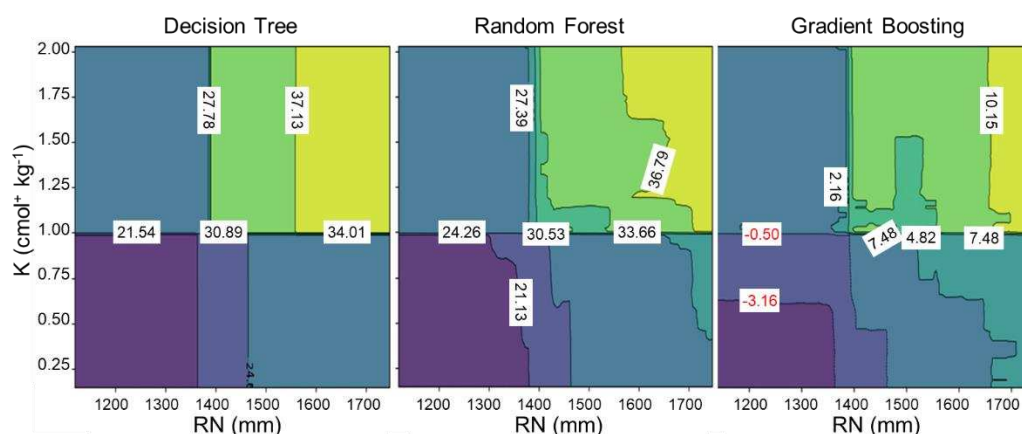 Decision Tree
Random Forest
Gradient Boosting
K (cmol⁺ kg⁻¹)
2.00
1.75
1.50
1.25
1.00
0.75
0.50
0.25
27.78
37.13
21.54
30.89
34.01
27.39
36.79
24.26
30.53
33.66
21.13
10.15
2.16
-0.50
7.48
4.82
7.48
-3.16
1200 1300 1400 1500 1600 1700
1200 1300 1400 1500 1600 1700
1200 1300 1400 1500 1600 1700
RN (mm)
RN (mm)
RN (mm)